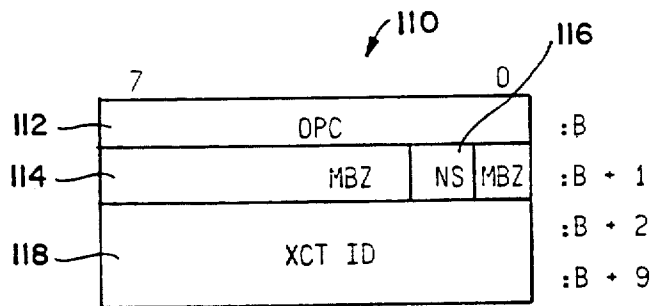 110
116
7 0
112 OPC :B
114 MBZ NS MBZ :B + 1
:B + 2
118 XCT ID
:B + 9